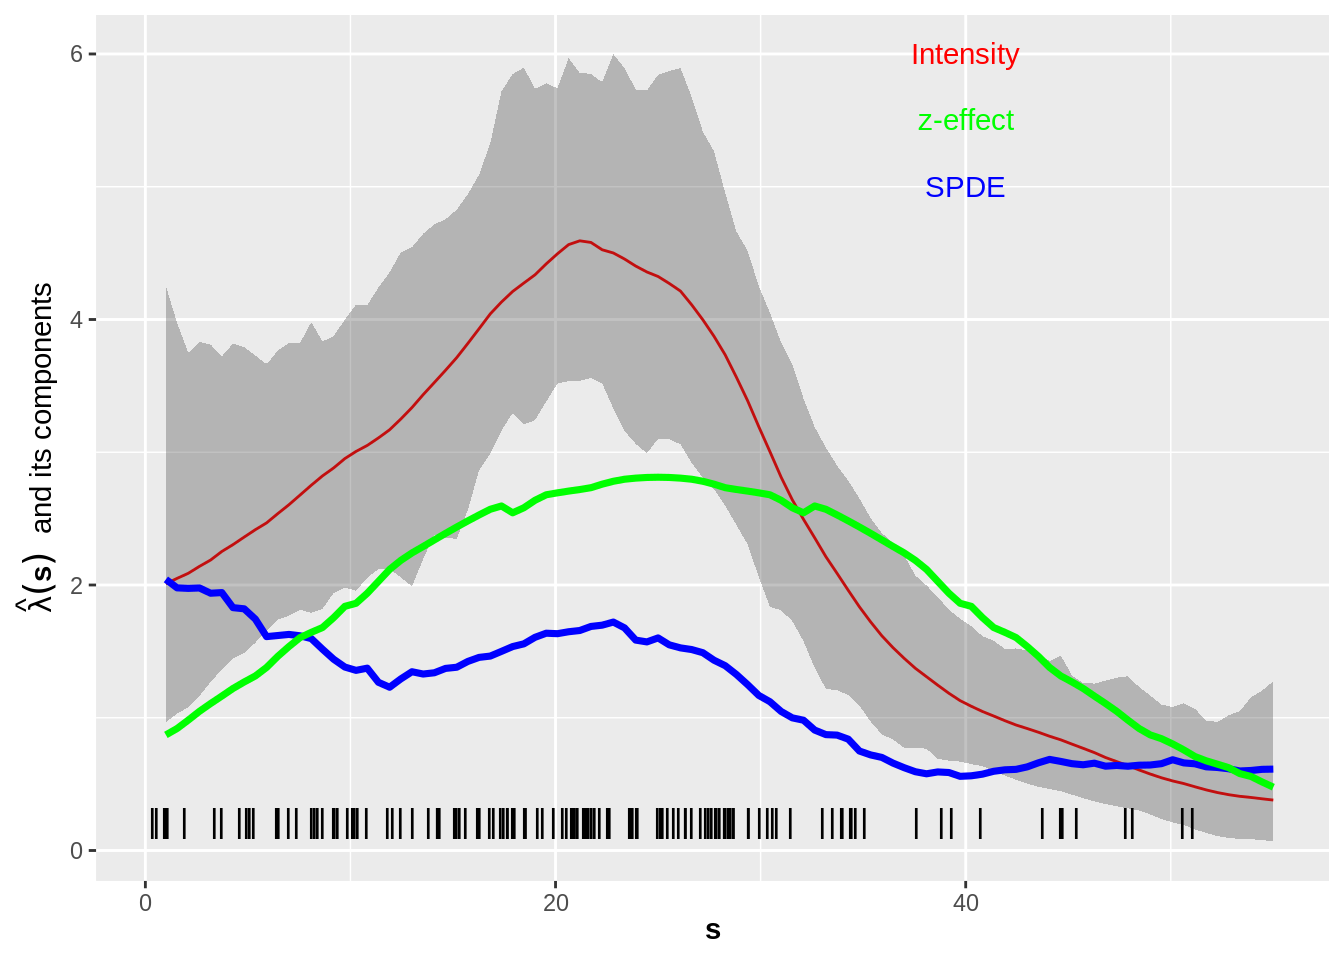 Intensity
z-effect
SPDE
6
4
2
0
0 20 40
s
λ̂(s) and its components